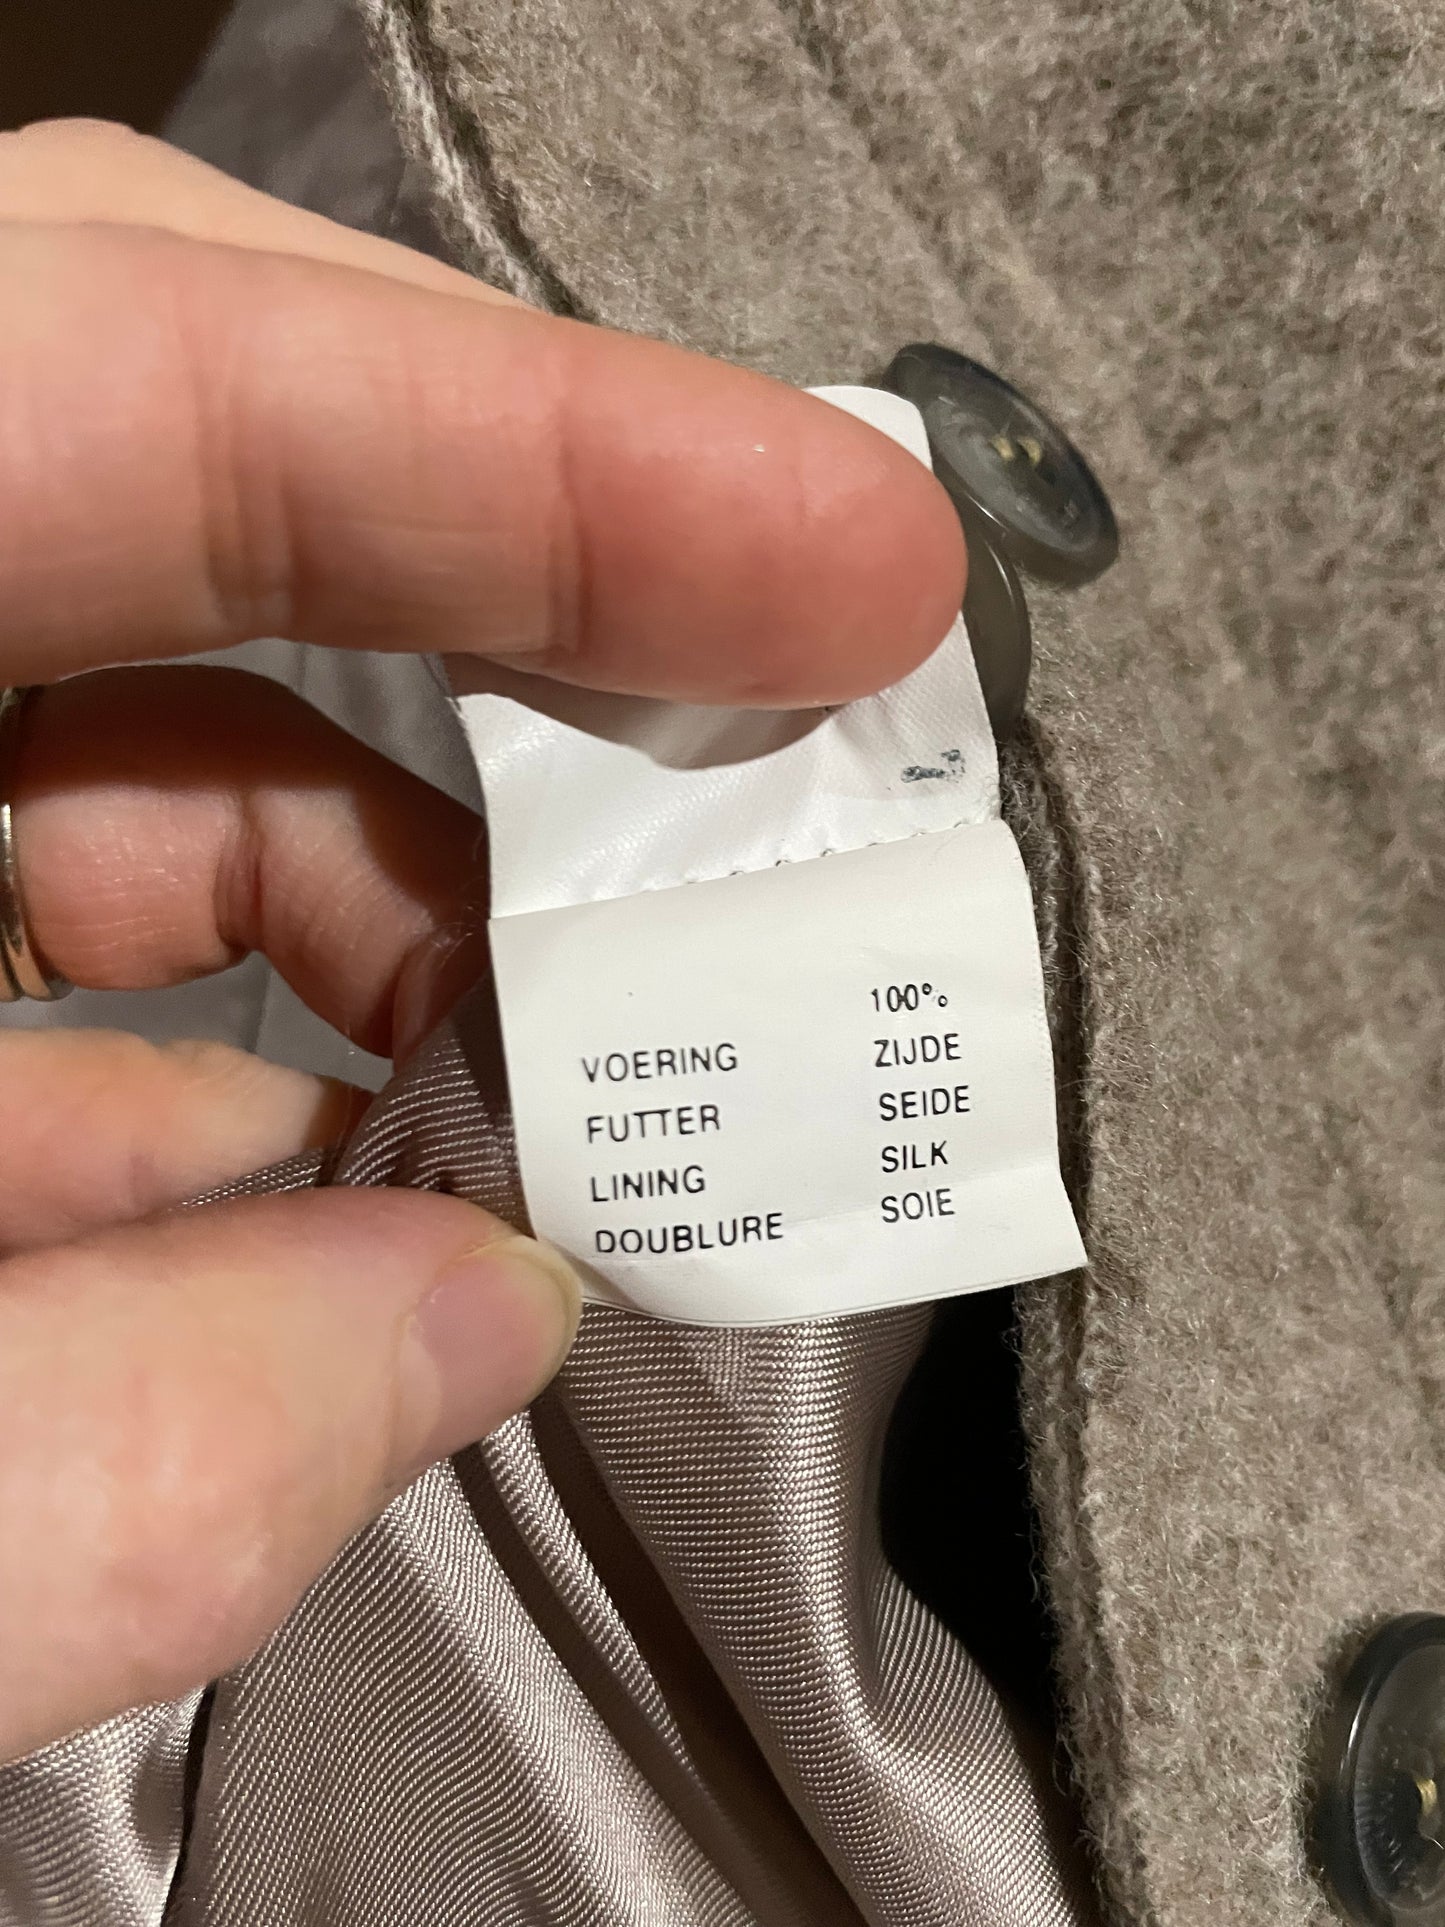 100%
VOERING ZIJDE
FUTTER SEIDE
LINING SILK
DOUBLURE SOIE